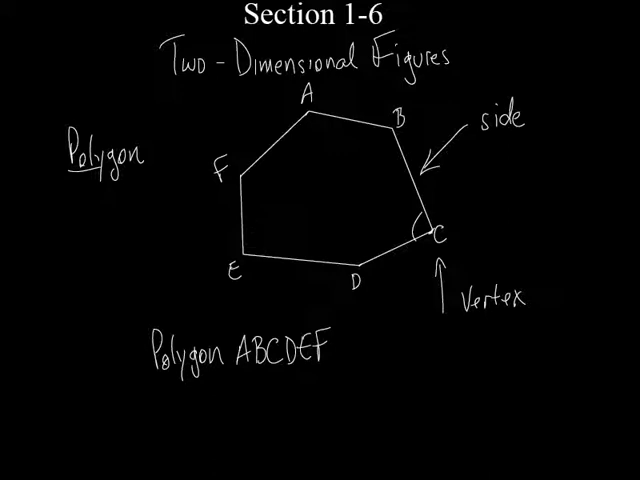 Section 1-6
Two-Dimensional Figures
A
B
side
Polygon
F
C
E
D
Vertex
Polygon ABCDEF